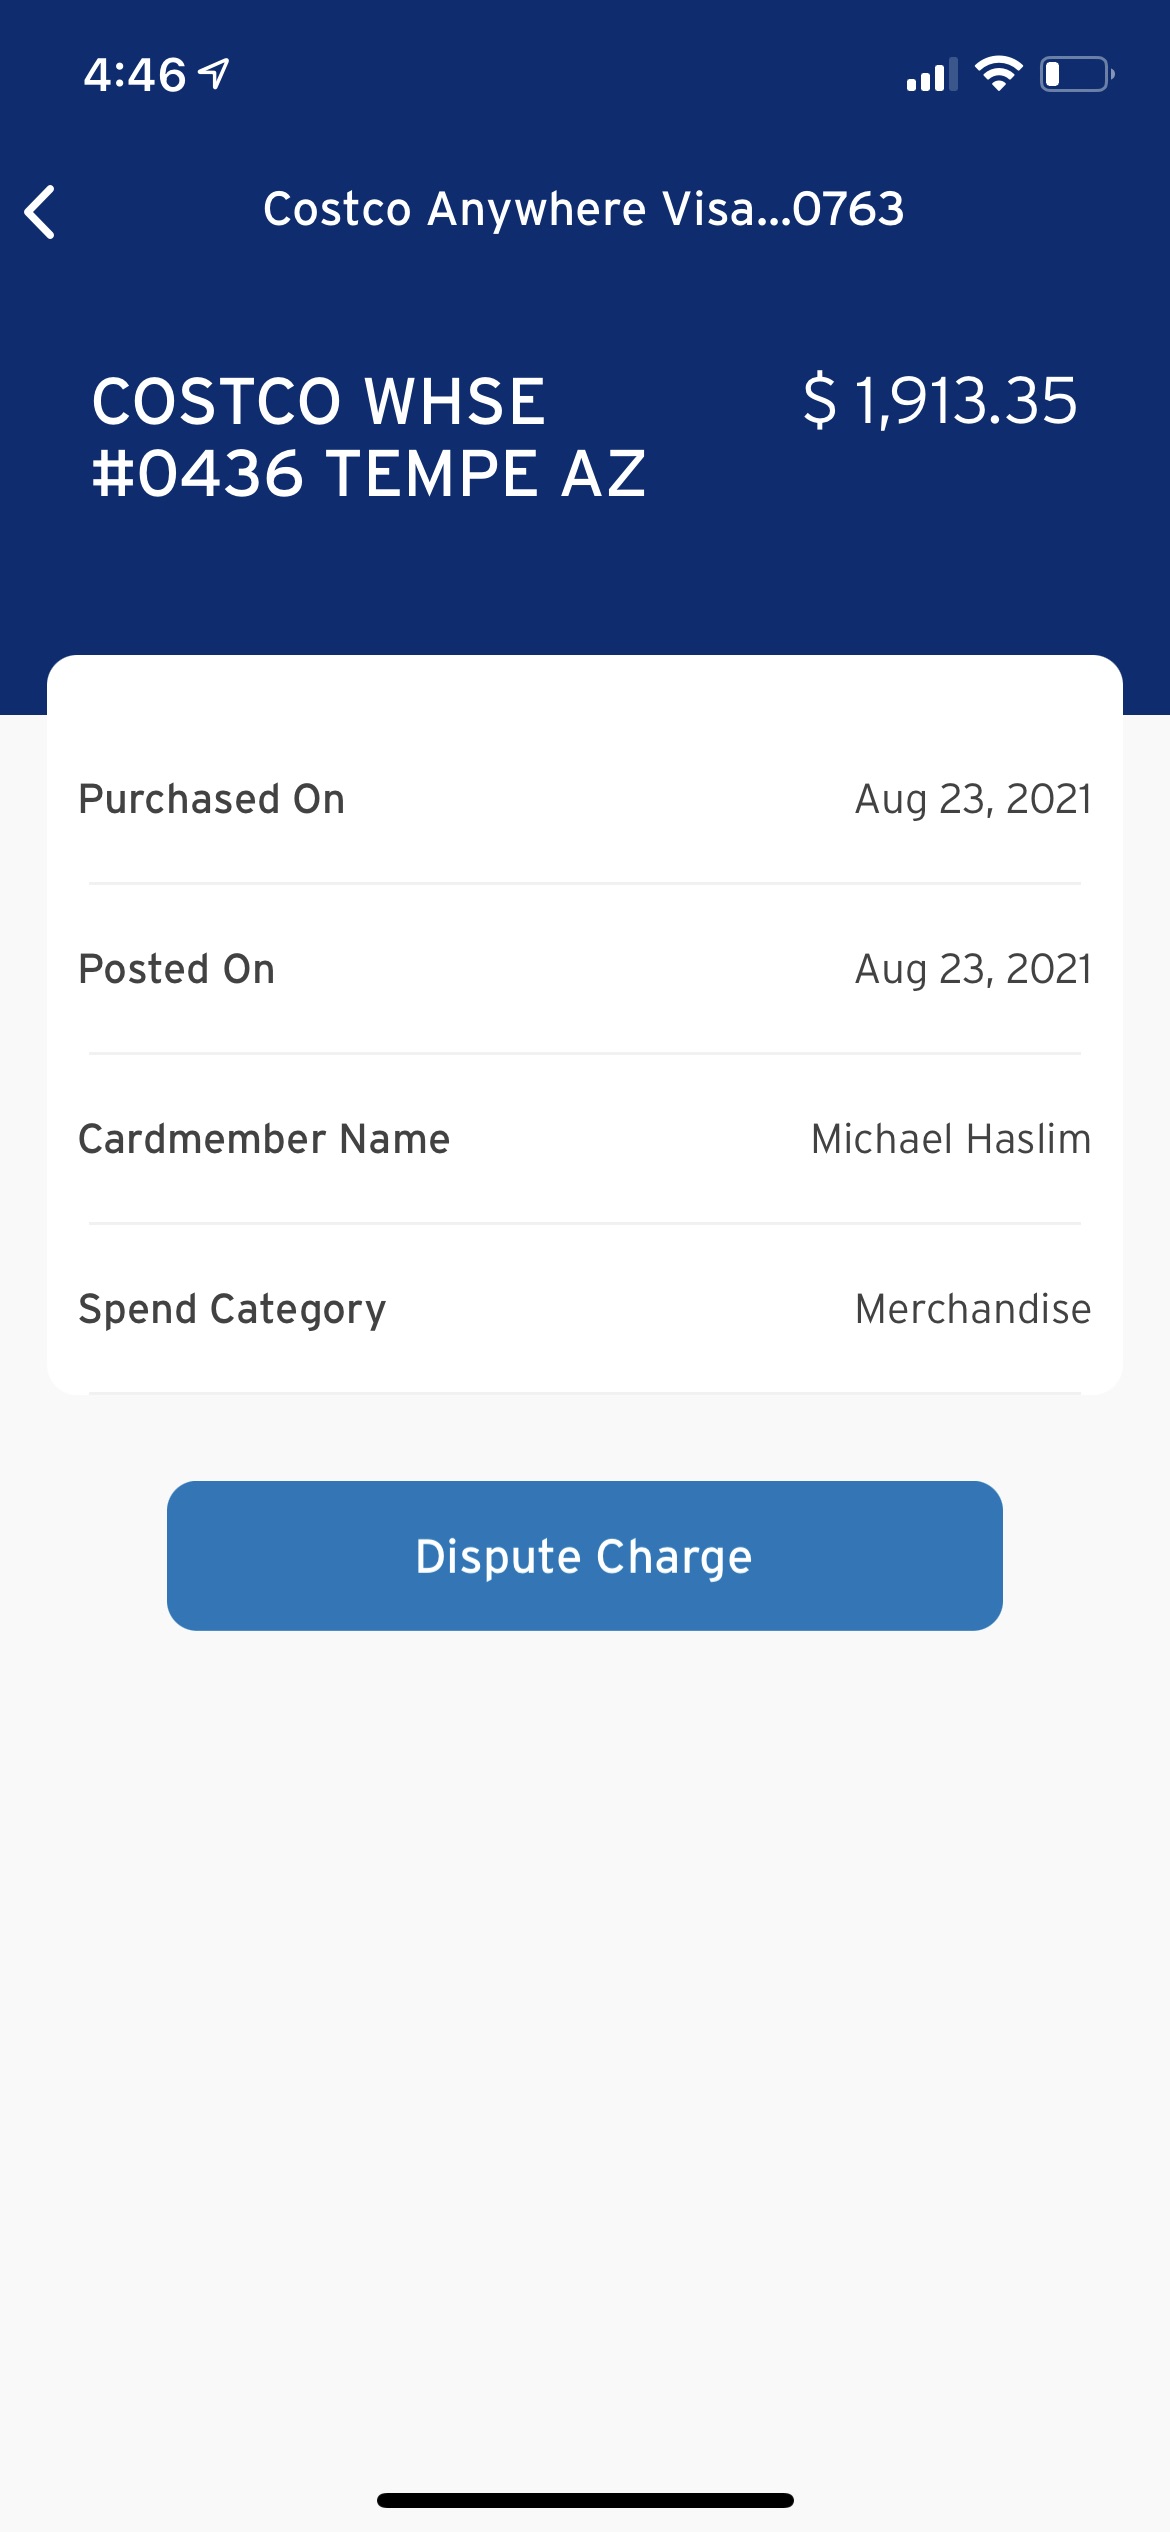 4:46
Costco Anywhere Visa...0763
COSTCO WHSE
#0436 TEMPE AZ
$ 1,913.35
Purchased On
Aug 23, 2021
Posted On
Aug 23, 2021
Cardmember Name
Michael Haslim
Spend Category
Merchandise
Dispute Charge